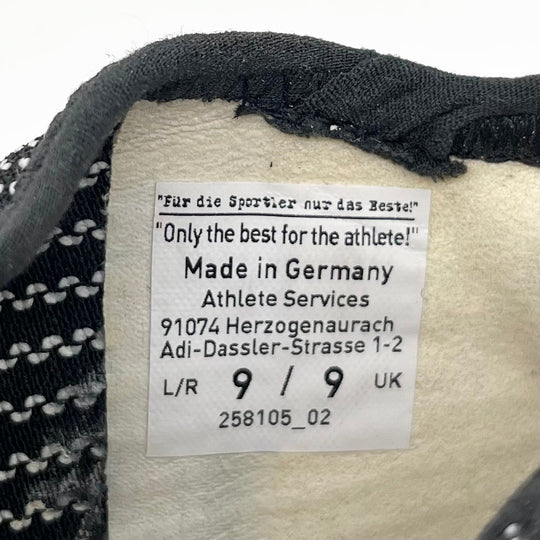 "Für die Sportler nur das Beste!"
"Only the best for the athlete!"
Made in Germany
Athlete Services
91074 Herzogenaurach
Adi-Dassler-Strasse 1-2
L/R 9 / 9 UK
258105_02